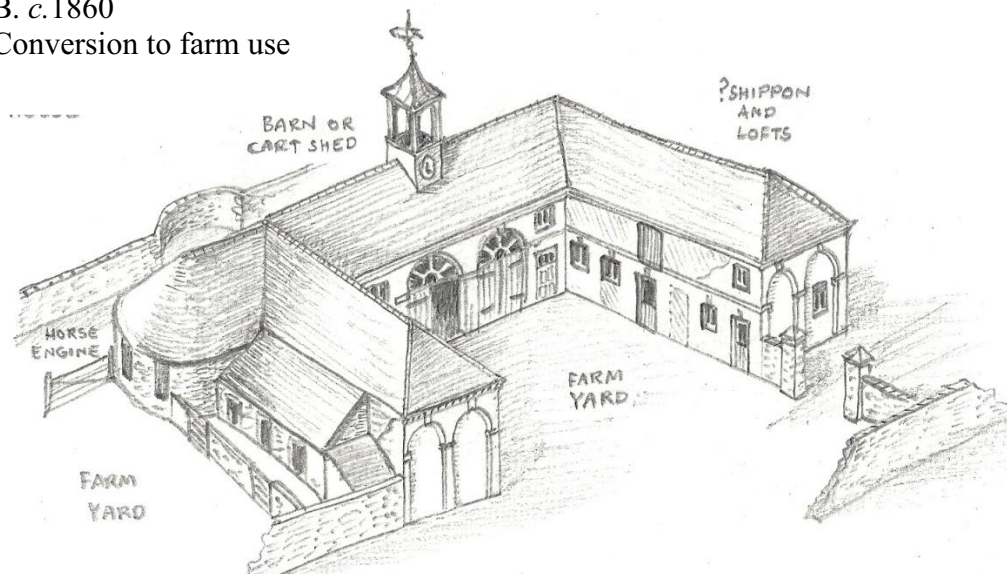 B. c.1860
Conversion to farm use
BARN OR
CART SHED
?SHIPPON
AND
LOFTS
HORSE
ENGINE
FARM
YARD
FARM
YARD